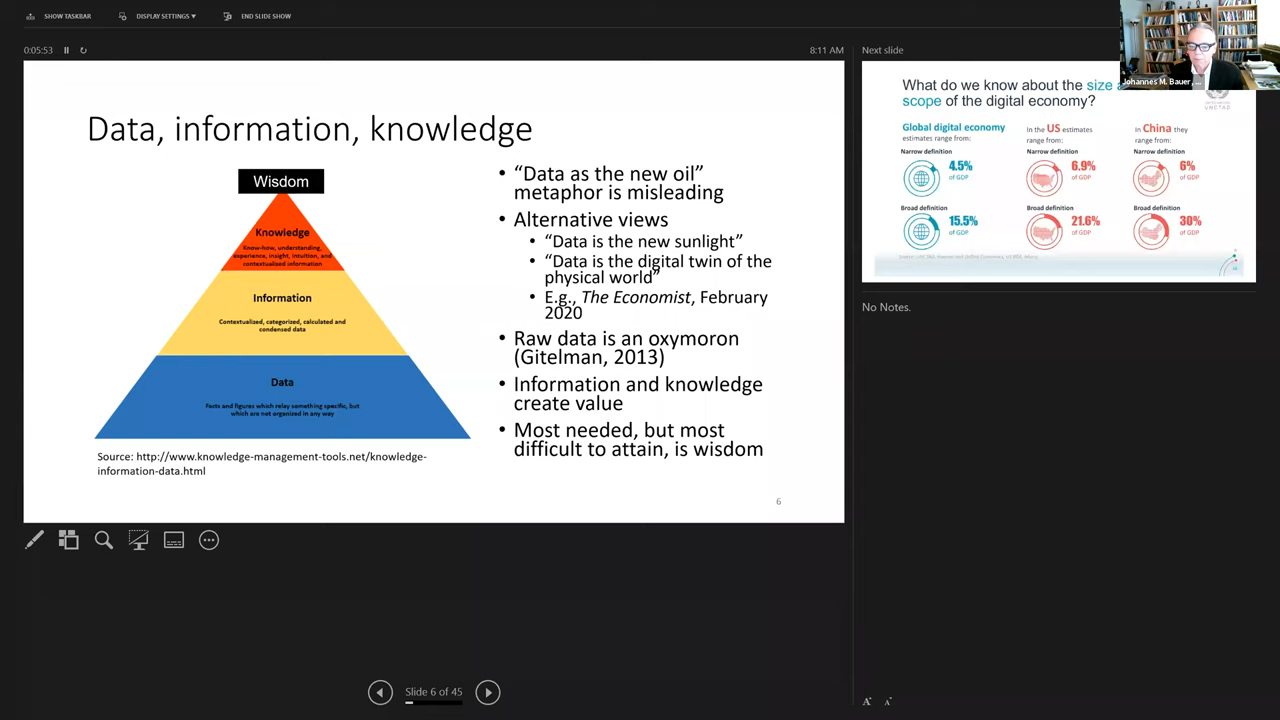 SHOW TASKBAR
DISPLAY SETTINGS ▾
END SLIDE SHOW
0:05:53
8:11 AM
Data, information, knowledge
Wisdom
Knowledge
Know-how, understanding,
experience, insight, intuition, and
contextualized information
Information
Contextualized, categorized, calculated and
condensed data
Data
Facts and figures which relay something specific, but
which are not organized in any way
Source: http://www.knowledge-management-tools.net/knowledge-
information-data.html
• “Data as the new oil”
metaphor is misleading
• Alternative views
• “Data is the new sunlight”
• “Data is the digital twin of the
physical world”
• E.g., The Economist, February
2020
• Raw data is an oxymoron
(Gitelman, 2013)
• Information and knowledge
create value
• Most needed, but most
difficult to attain, is wisdom
6
Slide 6 of 45
Next slide
Johannes M. Bauer, ...
What do we know about the size
scope of the digital economy?
UNCTAD
Global digital economy
estimates range from:
Narrow definition
4.5%
of GDP
Broad definition
15.5%
of GDP
In the US estimates
range from:
Narrow definition
6.9%
of GDP
Broad definition
21.6%
of GDP
In China they
range from:
Narrow definition
6%
of GDP
Broad definition
30%
of GDP
No Notes.
A
A